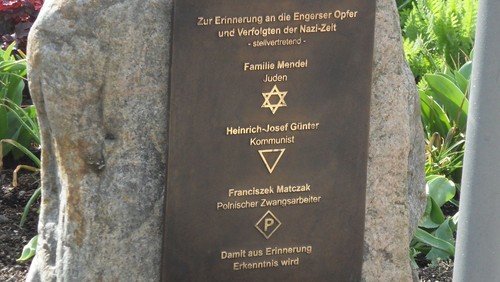 Zur Erinnerung an die Engerser Opfer
und Verfolgten der Nazi-Zeit
- stellvertretend -
Familie Mendel
Juden
Heinrich-Josef Günter
Kommunist
Franciszek Matczak
Polnischer Zwangsarbeiter
P
Damit aus Erinnerung
Erkenntnis wird